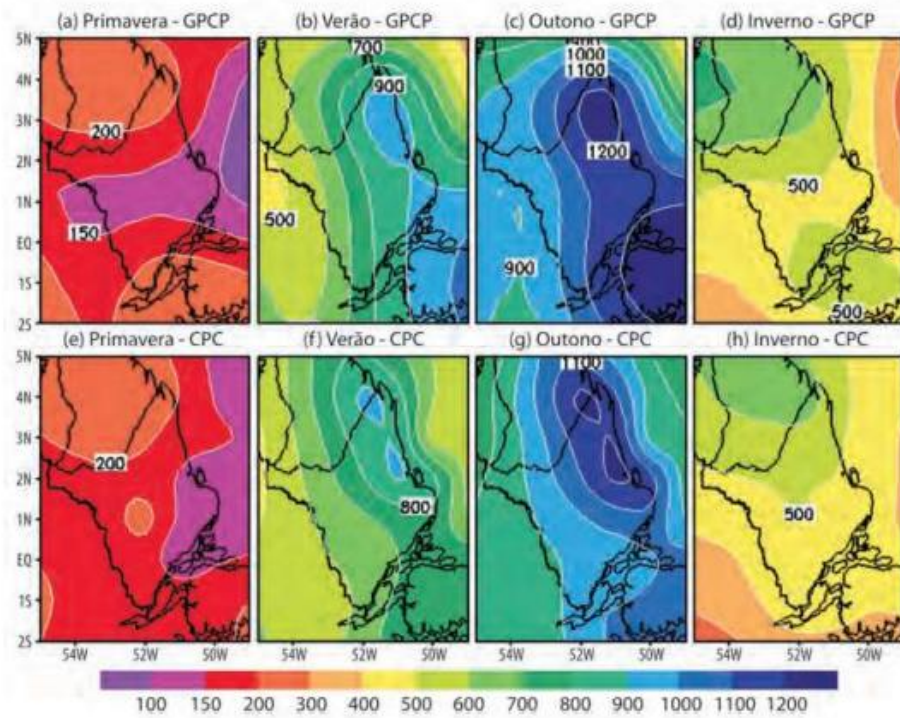 (a) Primavera - GPCP (b) Verão - GPCP (c) Outono - GPCP (d) Inverno - GPCP
5N
4N
3N
2N
1N
EQ
1S
2S
200
150
700
900
500
1000
1100
1200
900
500
500
(e) Primavera - CPC (f) Verão - CPC (g) Outono - CPC (h) Inverno - CPC
5N
4N
3N
2N
1N
EQ
1S
2S
200
800
1100
500
54W 52W 50W 54W 52W 50W 54W 52W 50W 54W 52W 50W
100 150 200 300 400 500 600 700 800 900 1000 1100 1200